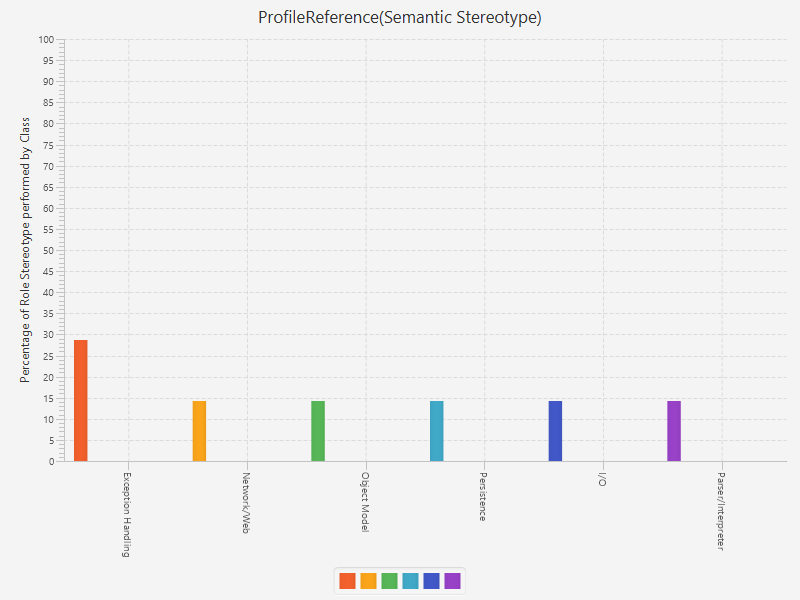 ProfileReference(Semantic Stereotype)
Percentage of Role Stereotype performed by Class
100
95
90
85
80
75
70
65
60
55
50
45
40
35
30
25
20
15
10
5
0
Exception Handling
Network/Web
Object Model
Persistence
I/O
Parser/Interpreter